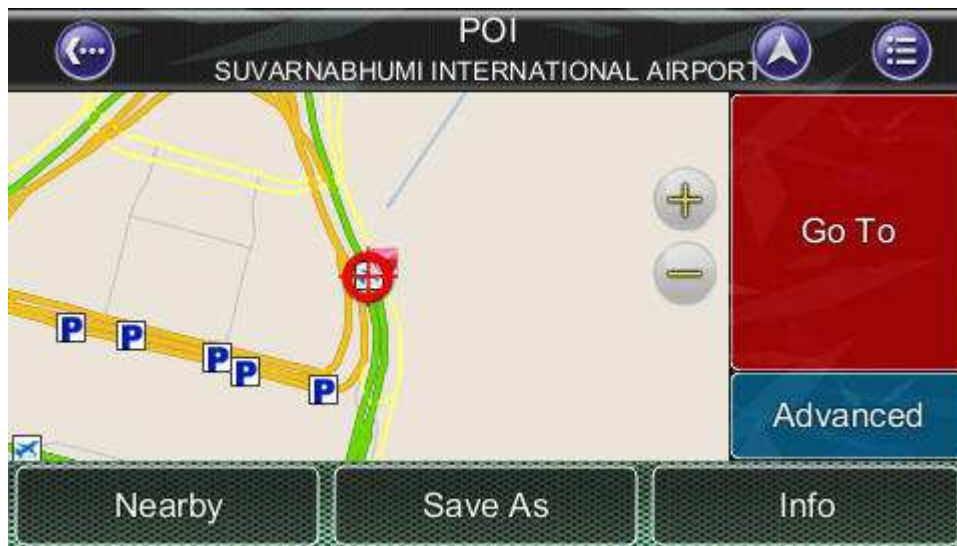 POI
SUVARNABHUMI INTERNATIONAL AIRPORT
Go To
P
P
P
P
P
Advanced
Nearby
Save As
Info